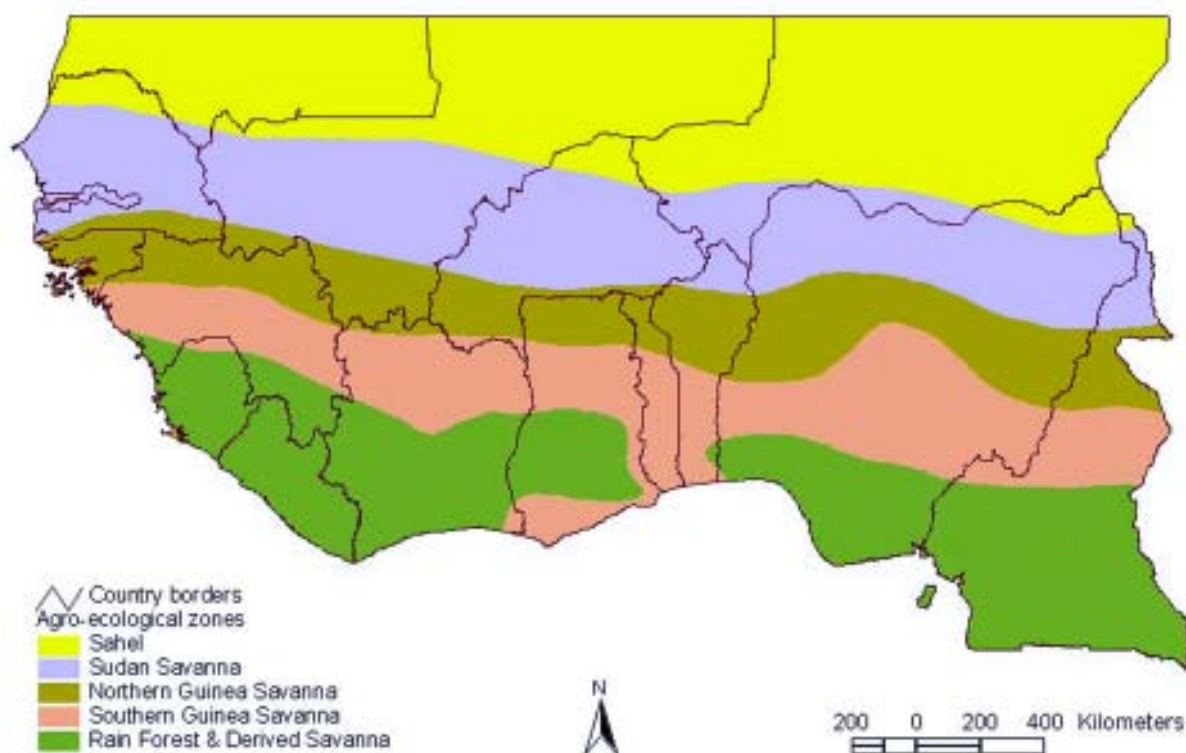 Country borders
Agro-ecological zones
Sahel
Sudan Savanna
Northern Guinea Savanna
Southern Guinea Savanna
Rain Forest & Derived Savanna
N
200 0 200 400 Kilometers